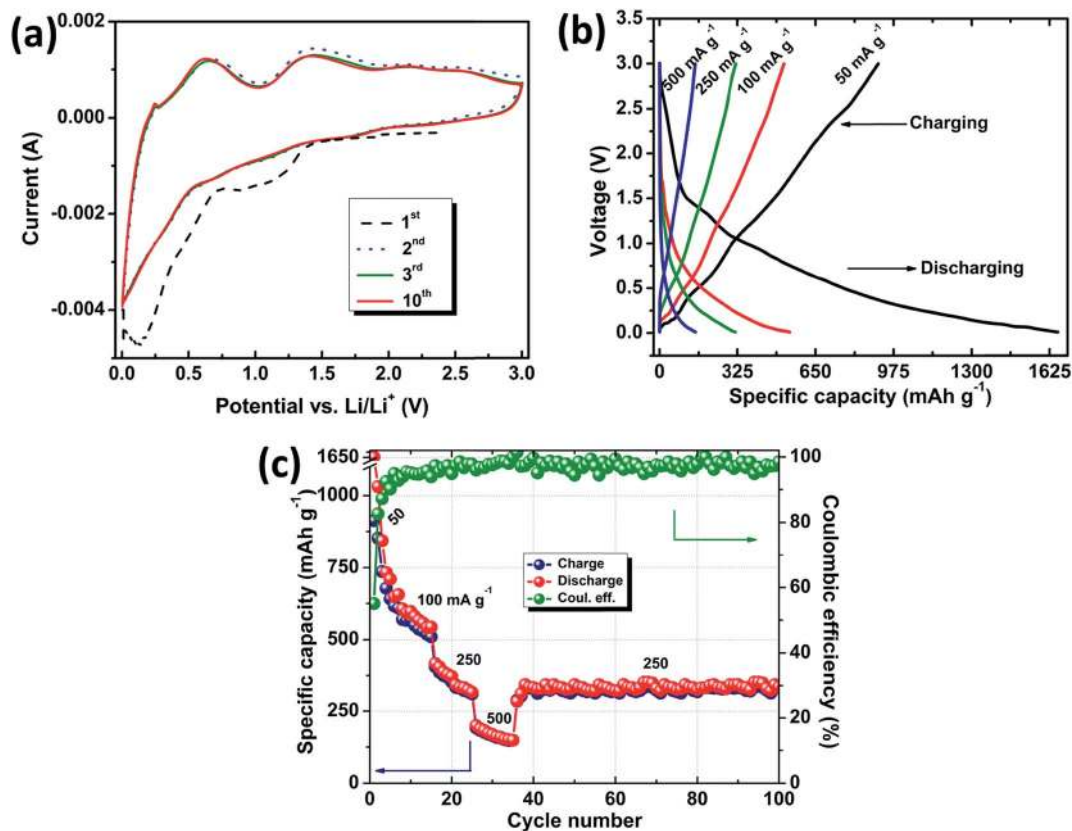 (a)
0.002
0.000
-0.002
-0.004
Current (A)
1st
2nd
3rd
10th
0.0 0.5 1.0 1.5 2.0 2.5 3.0
Potential vs. Li/Li+ (V)
(b)
3.5
3.0
2.5
2.0
1.5
1.0
0.5
0.0
Voltage (V)
500 mA g-1
250 mA g-1
100 mA g-1
50 mA g-1
Charging
Discharging
0 325 650 975 1300 1625
Specific capacity (mAh g-1)
(c)
1650
1000
750
500
250
0
Specific capacity (mAh g-1)
50
100 mA g-1
250
500
250
Charge
Discharge
Coul. eff.
100
80
60
40
20
0
Coulombic efficiency (%)
0 20 40 60 80 100
Cycle number